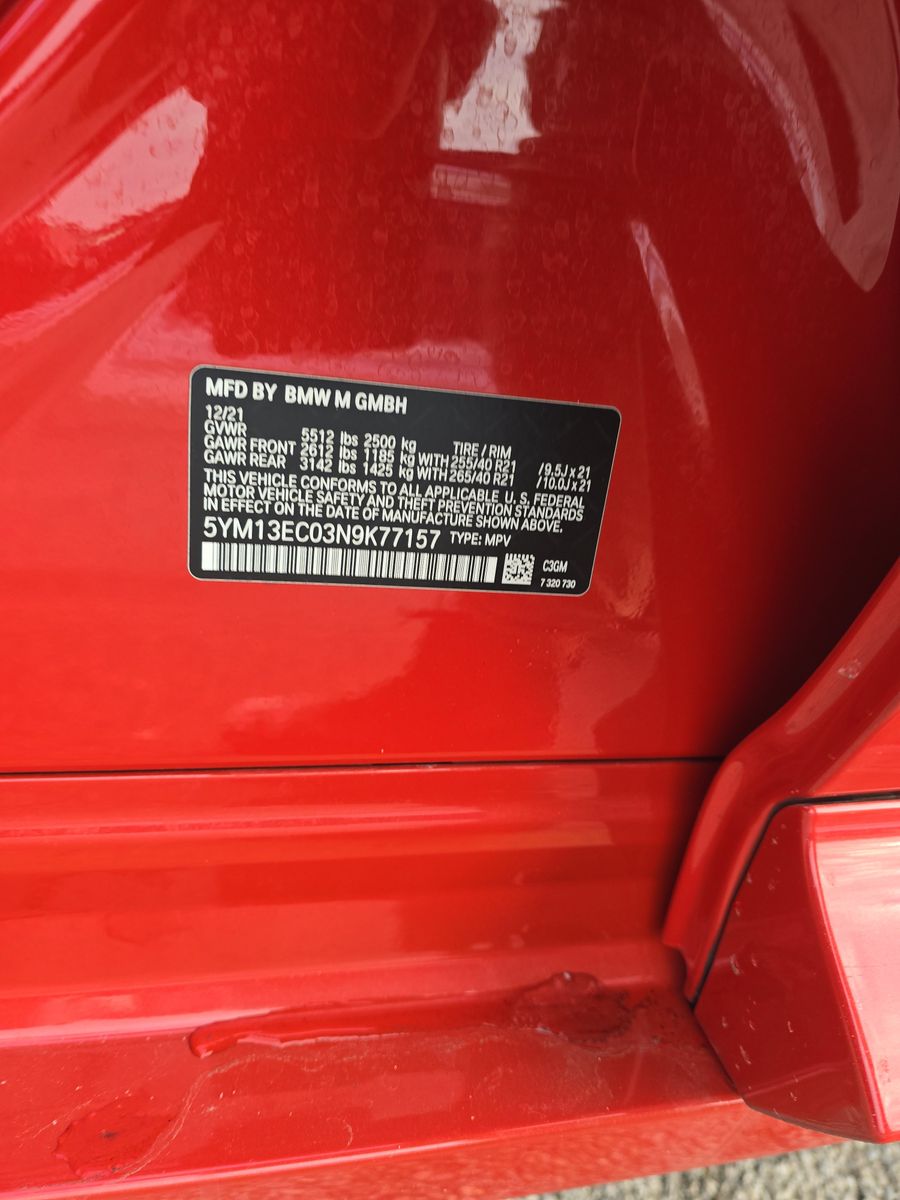 MFD BY BMW M GMBH
12/21
GVWR 5512 lbs 2500 kg TIRE / RIM
GAWR FRONT 2612 lbs 1185 kg WITH 255/40 R21 /9.5J x 21
GAWR REAR 3142 lbs 1425 kg WITH 265/40 R21 /10.0J x 21
THIS VEHICLE CONFORMS TO ALL APPLICABLE U.S. FEDERAL
MOTOR VEHICLE SAFETY AND THEFT PREVENTION STANDARDS
IN EFFECT ON THE DATE OF MANUFACTURE SHOWN ABOVE.
5YM13EC03N9K77157 TYPE: MPV
C3GM
7 320 730